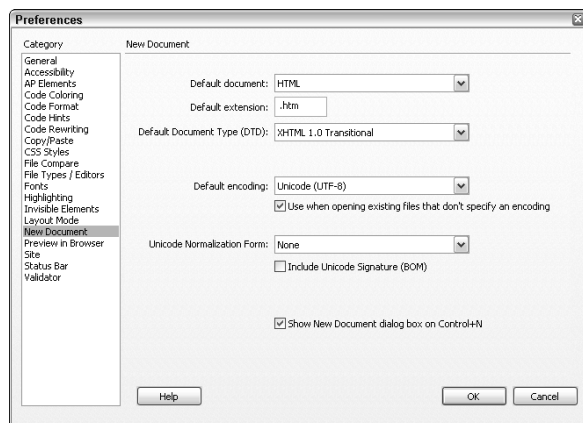 Preferences
Category
General
Accessibility
AP Elements
Code Coloring
Code Format
Code Hints
Code Rewriting
Copy/Paste
CSS Styles
File Compare
File Types / Editors
Fonts
Highlighting
Invisible Elements
Layout Mode
New Document
Preview in Browser
Site
Status Bar
Validator
New Document
Default document: HTML
Default extension: .htm
Default Document Type (DTD): XHTML 1.0 Transitional
Default encoding: Unicode (UTF-8)
Use when opening existing files that don't specify an encoding
Unicode Normalization Form: None
Include Unicode Signature (BOM)
Show New Document dialog box on Control+N
Help
OK
Cancel